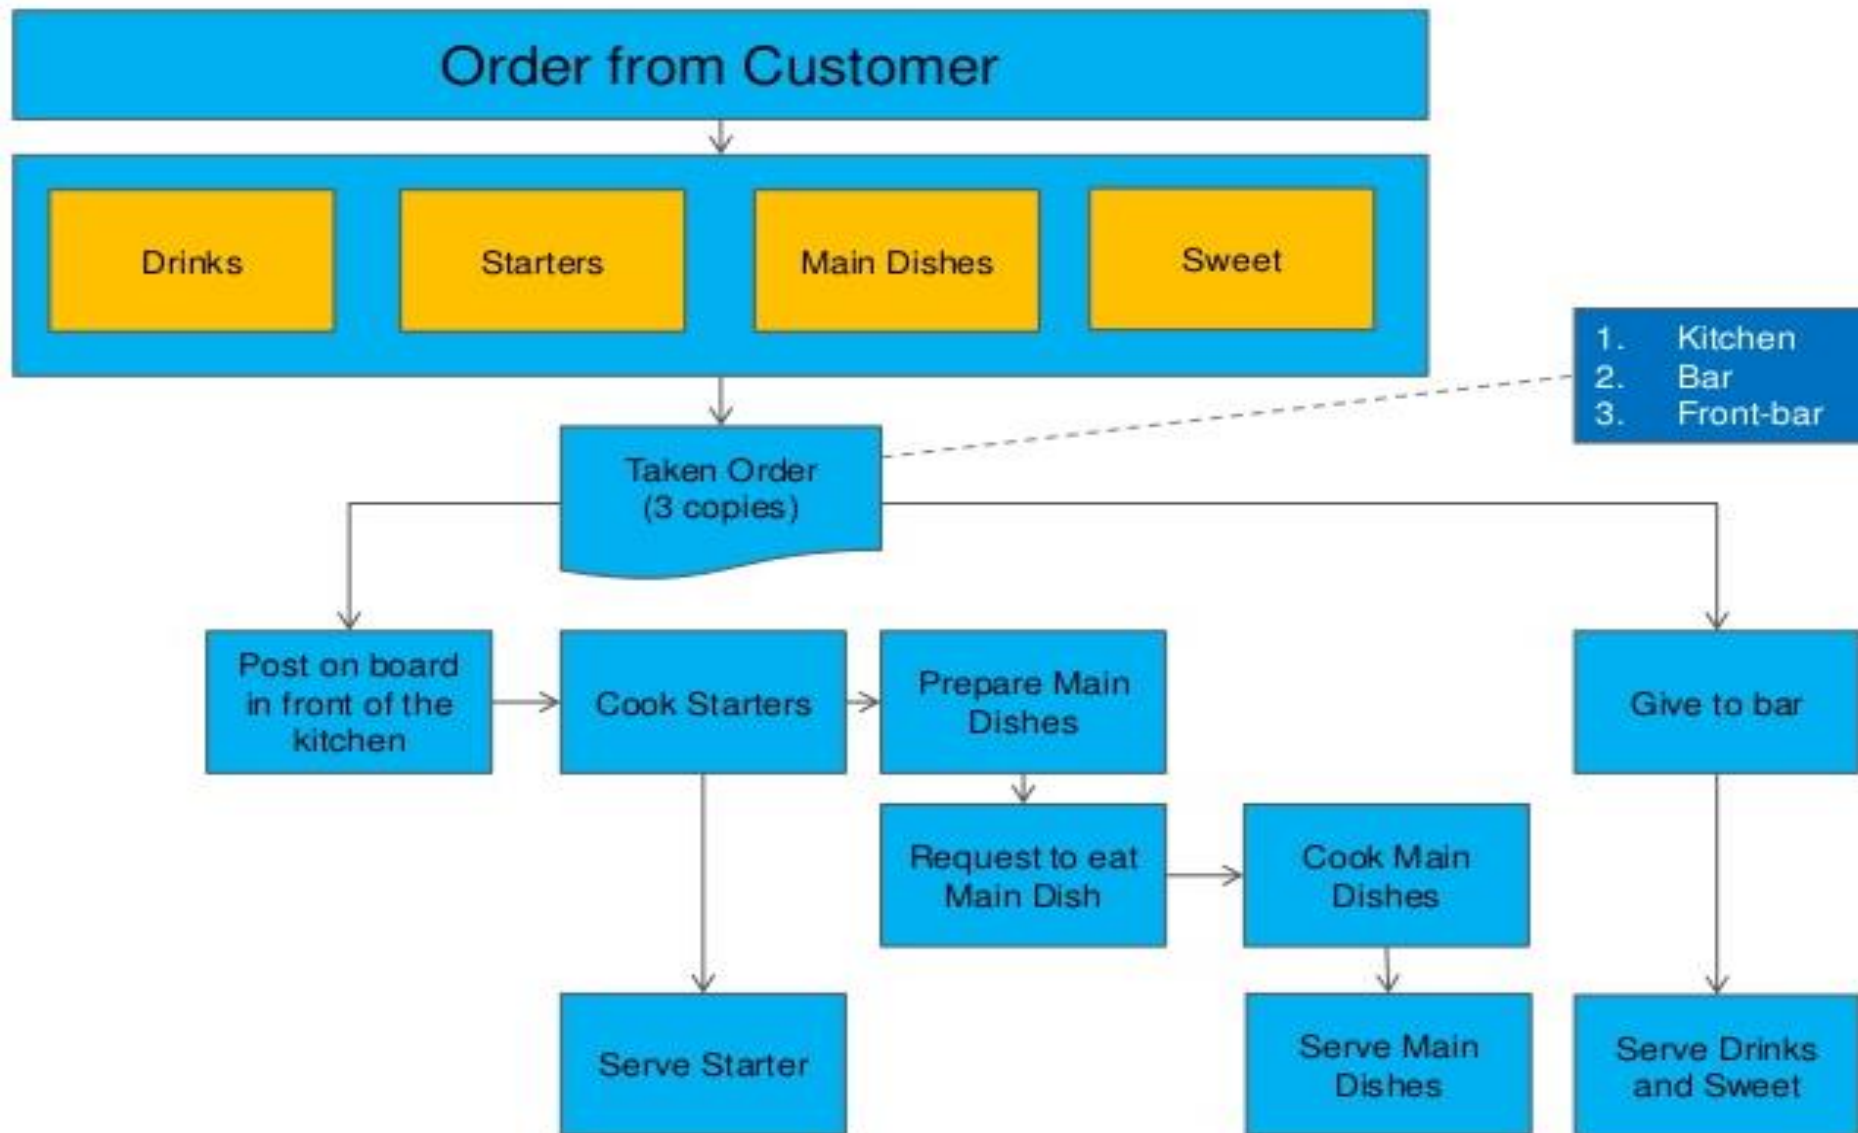 Order from Customer
Drinks
Starters
Main Dishes
Sweet
1. Kitchen
2. Bar
3. Front-bar
Taken Order
(3 copies)
Post on board
in front of the
kitchen
Cook Starters
Prepare Main
Dishes
Give to bar
Request to eat
Main Dish
Cook Main
Dishes
Serve Starter
Serve Main
Dishes
Serve Drinks
and Sweet